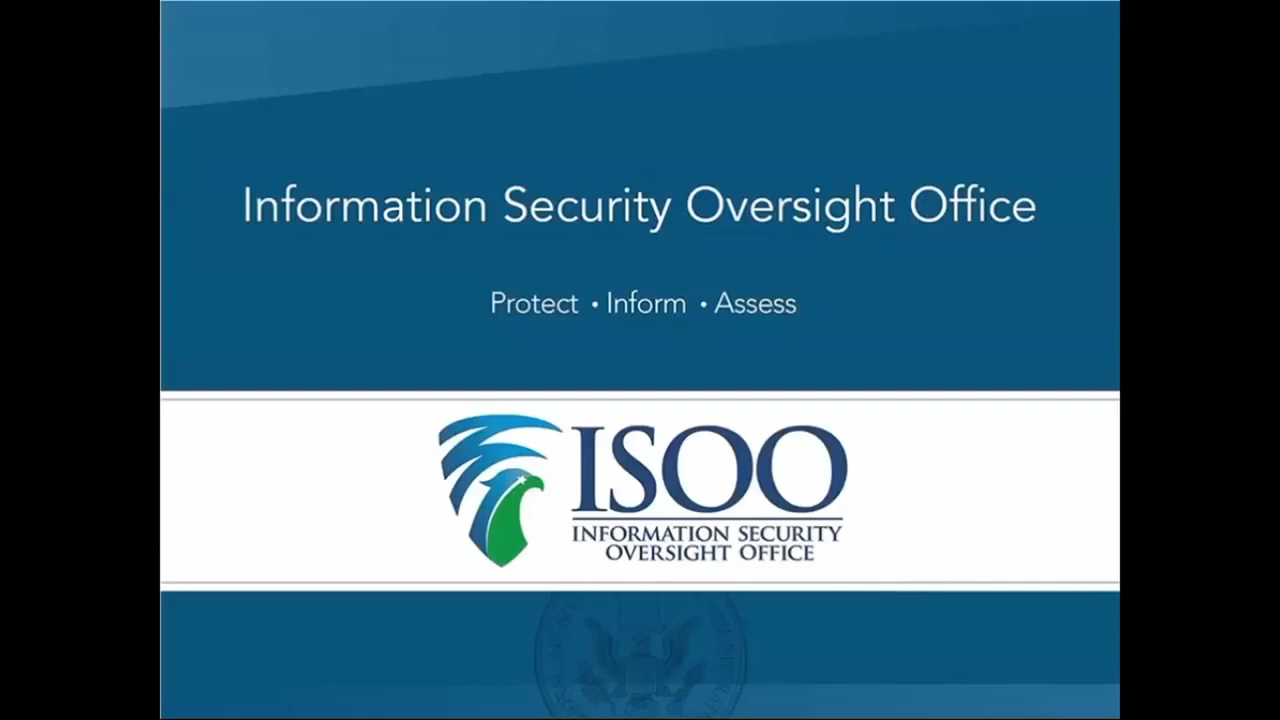 Information Security Oversight Office
Protect • Inform • Assess
ISOO
INFORMATION SECURITY
OVERSIGHT OFFICE